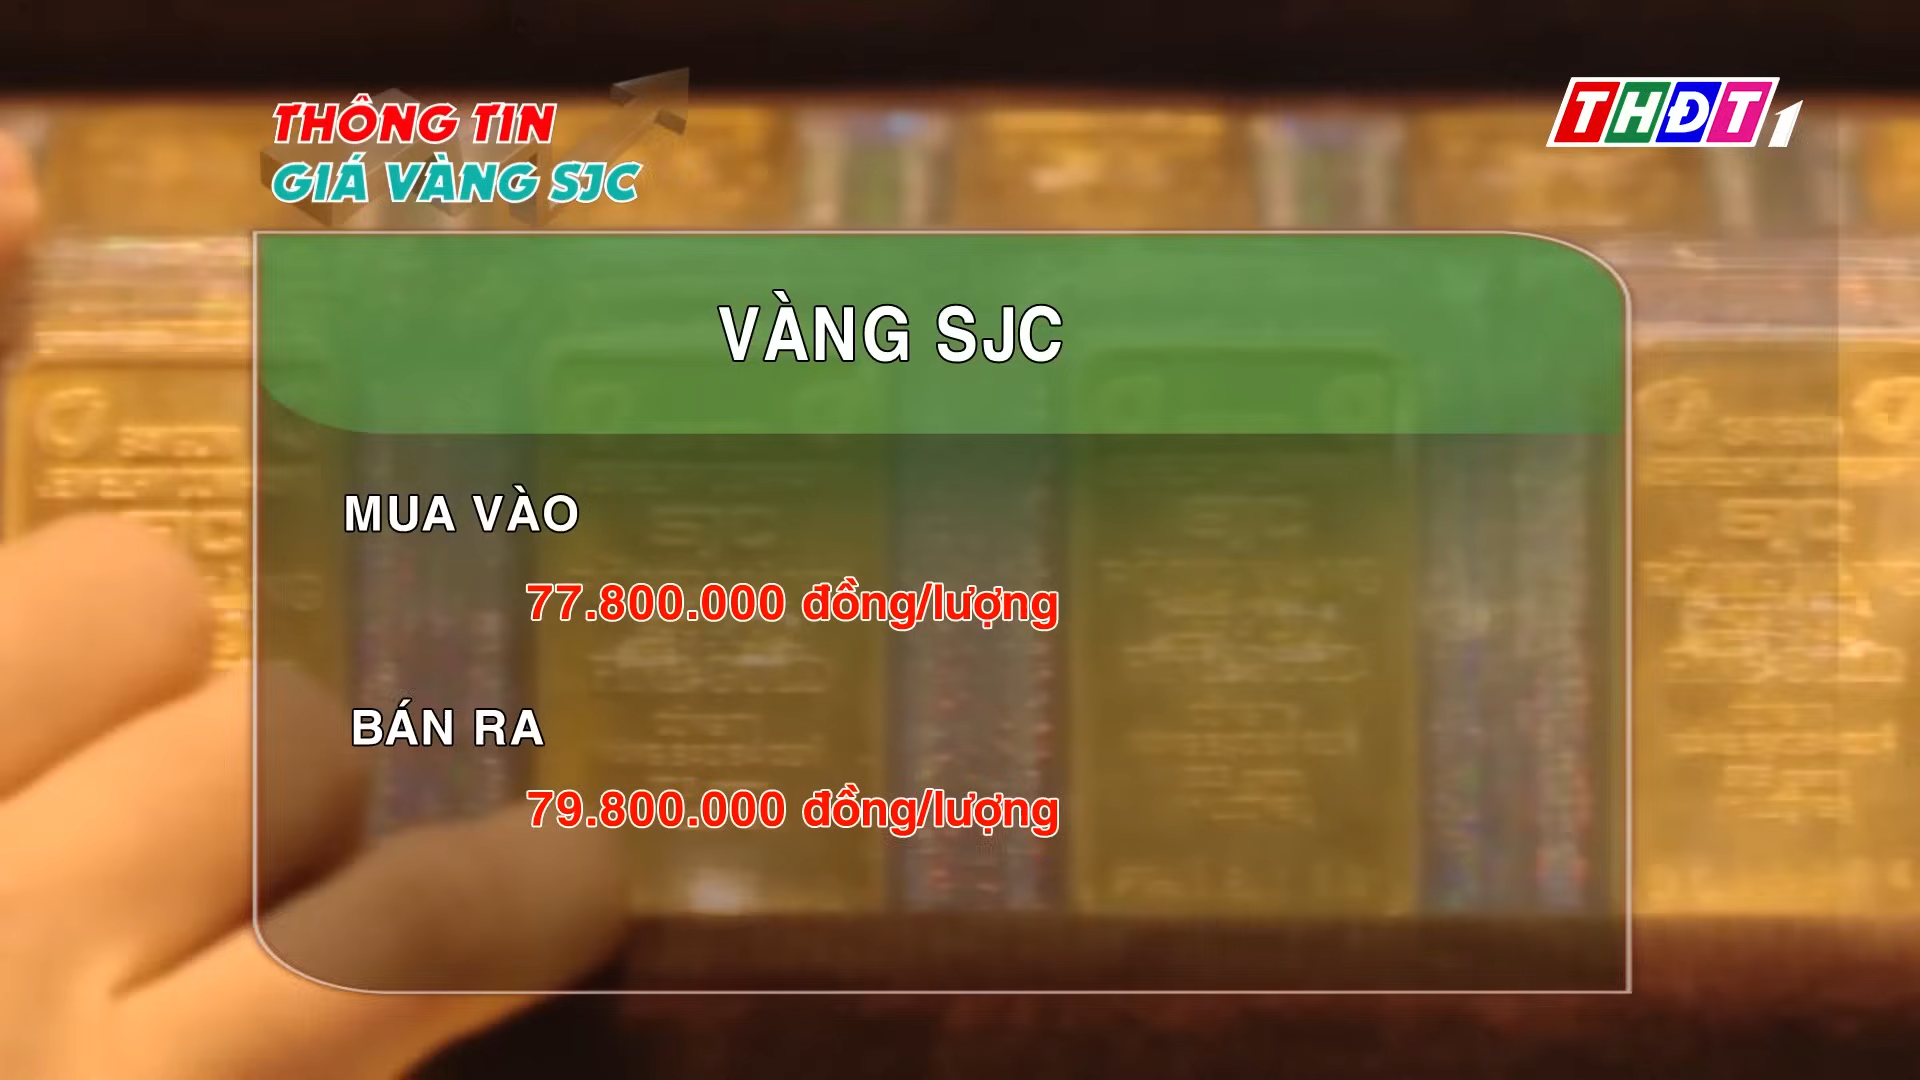 THÔNG TIN
GIÁ VÀNG SJC
THĐT1
VÀNG SJC
MUA VÀO
77.800.000 đồng/lượng
BÁN RA
79.800.000 đồng/lượng